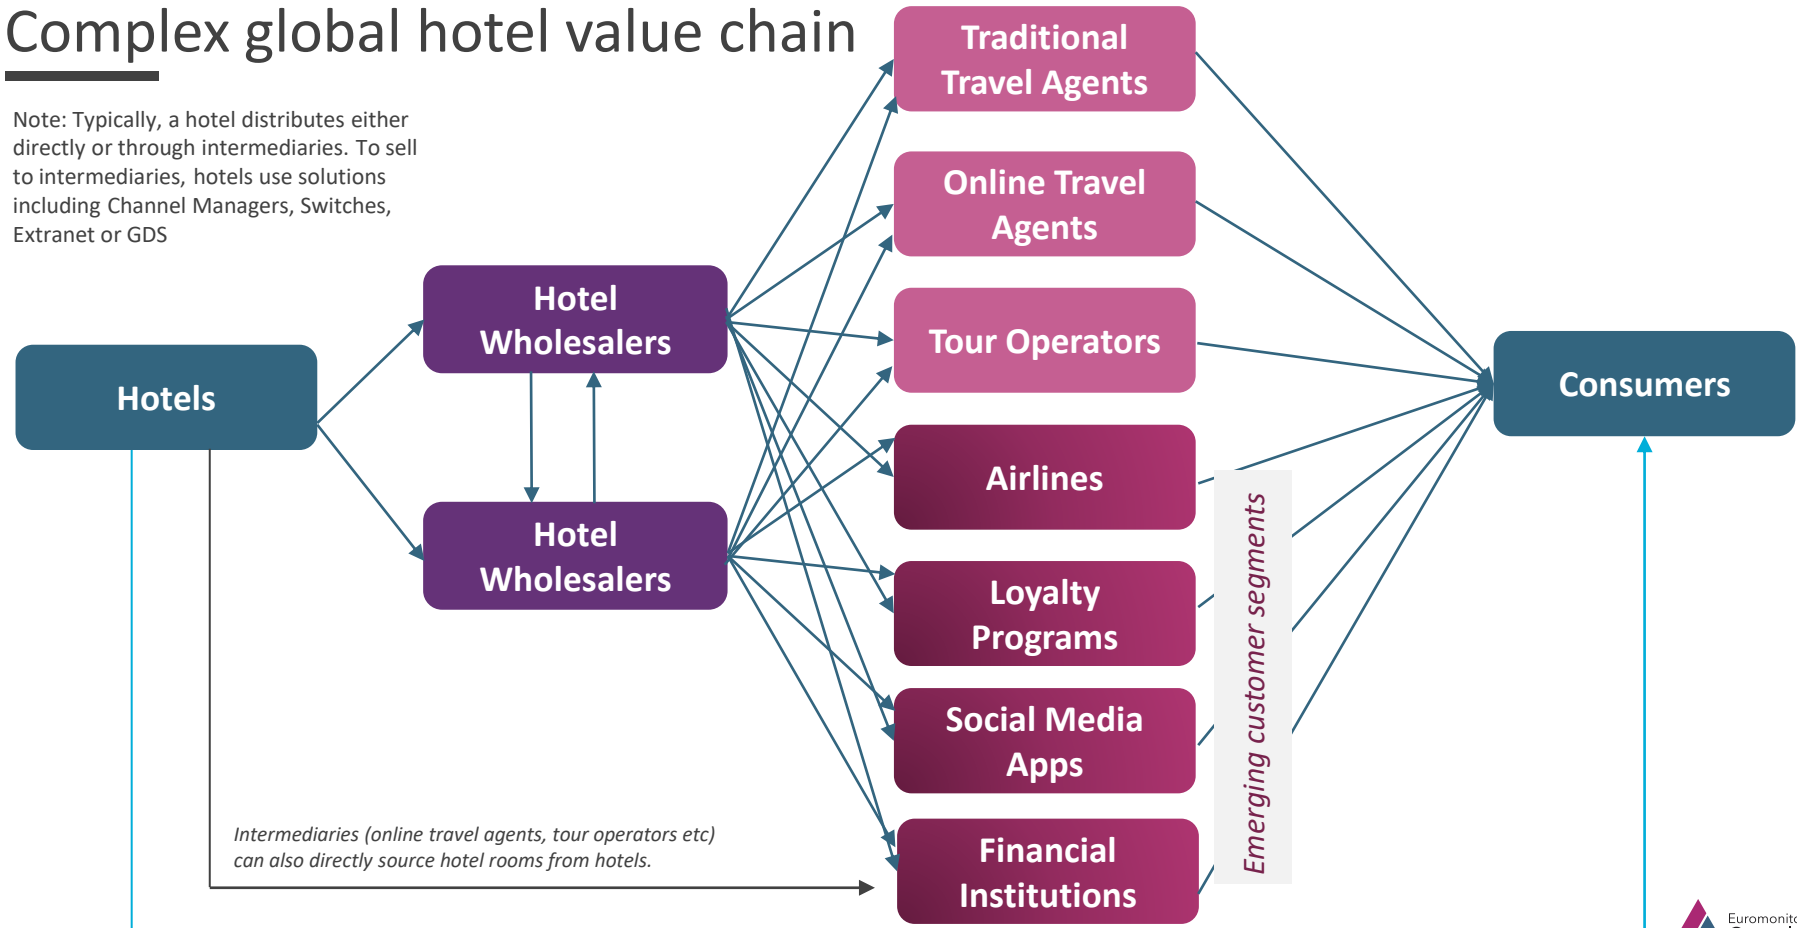 Complex global hotel value chain
Note: Typically, a hotel distributes either
directly or through intermediaries. To sell
to intermediaries, hotels use solutions
including Channel Managers, Switches,
Extranet or GDS
Hotels
Hotel
Wholesalers
Hotel
Wholesalers
Traditional
Travel Agents
Online Travel
Agents
Tour Operators
Airlines
Loyalty
Programs
Social Media
Apps
Financial
Institutions
Emerging customer segments
Consumers
Intermediaries (online travel agents, tour operators etc)
can also directly source hotel rooms from hotels.